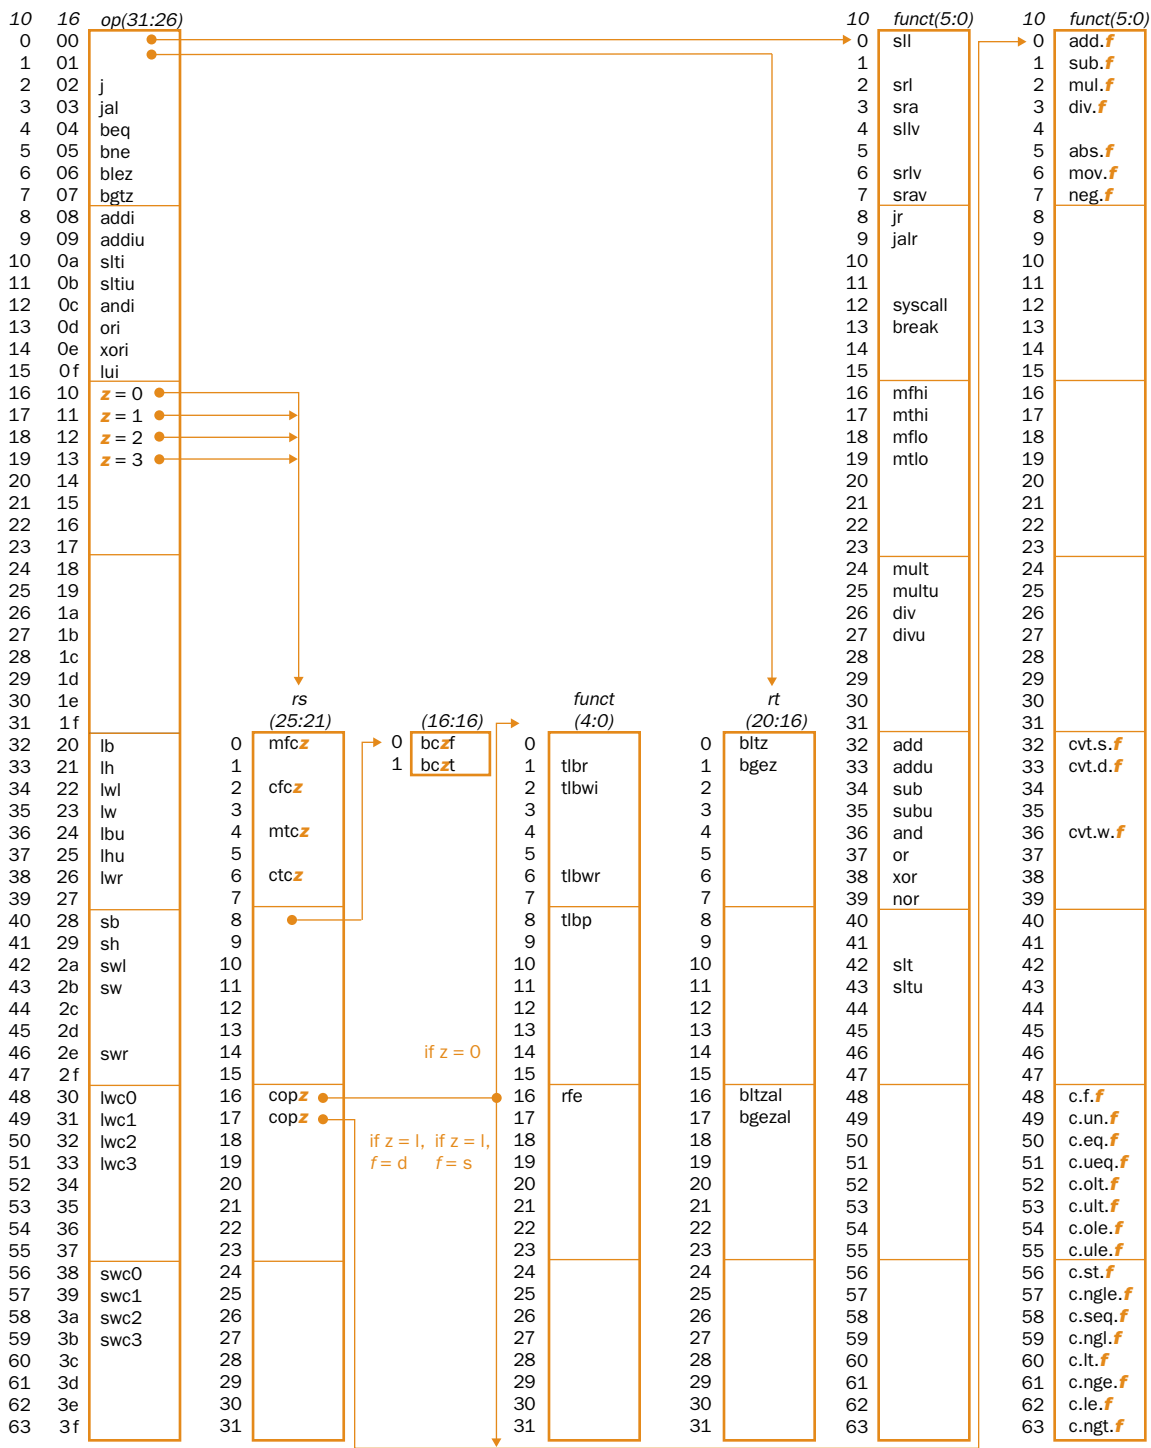 10 16 op(31:26) 10 funct(5:0) 10 funct(5:0)
0 00 0 sll 0 add.f
1 01 1 1 sub.f
2 02 j 2 srl 2 mul.f
3 03 jal 3 sra 3 div.f
4 04 beq 4 sllv 4
5 05 bne 5 5 abs.f
6 06 blez 6 srlv 6 mov.f
7 07 bgtz 7 srav 7 neg.f
8 08 addi 8 jr 8
9 09 addiu 9 jalr 9
10 0a slti 10 10
11 0b sltiu 11 11
12 0c andi 12 syscall 12
13 0d ori 13 break 13
14 0e xori 14 14
15 0f lui 15 15
16 10 z = 0 16 mfhi 16
17 11 z = 1 17 mthi 17
18 12 z = 2 18 mflo 18
19 13 z = 3 19 mtlo 19
20 14 20 20
21 15 21 21
22 16 22 22
23 17 23 23
24 18 24 mult 24
25 19 25 multu 25
26 1a 26 div 26
27 1b 27 divu 27
28 1c 28 28
29 1d 29 29
30 1e rs funct rt 30 30
31 1f (25:21) (16:16) (4:0) (20:16) 31 31
32 20 lb 0 mfcz 0 bczf 0 0 bltz 32 add 32 cvt.s.f
33 21 lh 1 1 bczt 1 tlbr 1 bgez 33 addu 33 cvt.d.f
34 22 lwl 2 cfcz 2 tlbwi 2 34 sub 34
35 23 lw 3 3 3 35 subu 35
36 24 lbu 4 mtcz 4 4 36 and 36 cvt.w.f
37 25 lhu 5 5 5 37 or 37
38 26 lwr 6 ctcz 6 tlbwr 6 38 xor 38
39 27 7 7 7 39 nor 39
40 28 sb 8 8 tlbp 8 40 40
41 29 sh 9 9 9 41 41
42 2a swl 10 10 10 42 slt 42
43 2b sw 11 11 11 43 sltu 43
44 2c 12 12 12 44 44
45 2d 13 13 13 45 45
46 2e swr 14 if z = 0 14 14 46 46
47 2f 15 15 15 47 47
48 30 lwc0 16 copz 16 rfe 16 bltzal 48 48 c.f.f
49 31 lwc1 17 copz 17 17 bgezal 49 49 c.un.f
50 32 lwc2 18 if z = l, if z = l, 18 18 50 50 c.eq.f
51 33 lwc3 19 f = d f = s 19 19 51 51 c.ueq.f
52 34 20 20 20 52 52 c.olt.f
53 35 21 21 21 53 53 c.ult.f
54 36 22 22 22 54 54 c.ole.f
55 37 23 23 23 55 55 c.ule.f
56 38 swc0 24 24 24 56 56 c.st.f
57 39 swc1 25 25 25 57 57 c.ngle.f
58 3a swc2 26 26 26 58 58 c.seq.f
59 3b swc3 27 27 27 59 59 c.ngl.f
60 3c 28 28 28 60 60 c.lt.f
61 3d 29 29 29 61 61 c.nge.f
62 3e 30 30 30 62 62 c.le.f
63 3f 31 31 31 63 63 c.ngt.f